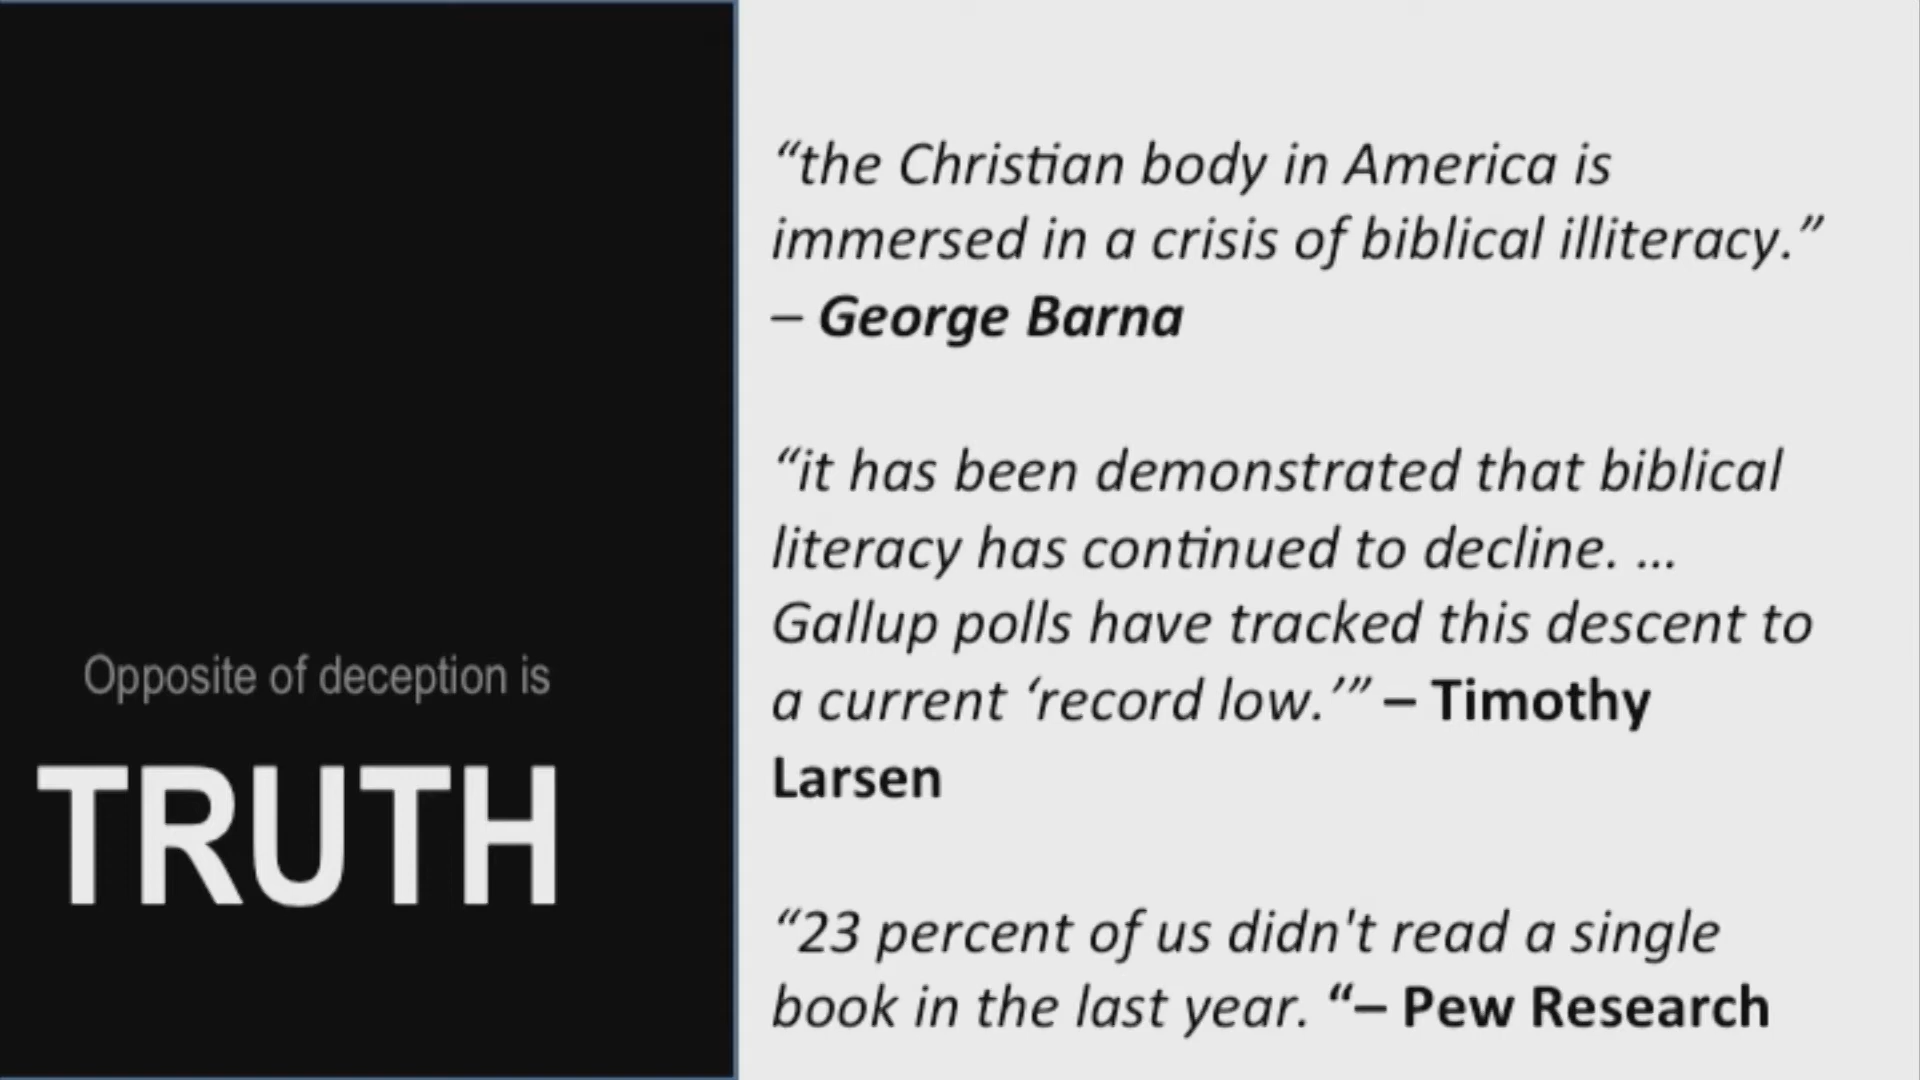 Opposite of deception is
TRUTH
“the Christian body in America is
immersed in a crisis of biblical illiteracy.”
– George Barna
“it has been demonstrated that biblical
literacy has continued to decline. ...
Gallup polls have tracked this descent to
a current ‘record low.’” – Timothy
Larsen
“23 percent of us didn't read a single
book in the last year. “– Pew Research